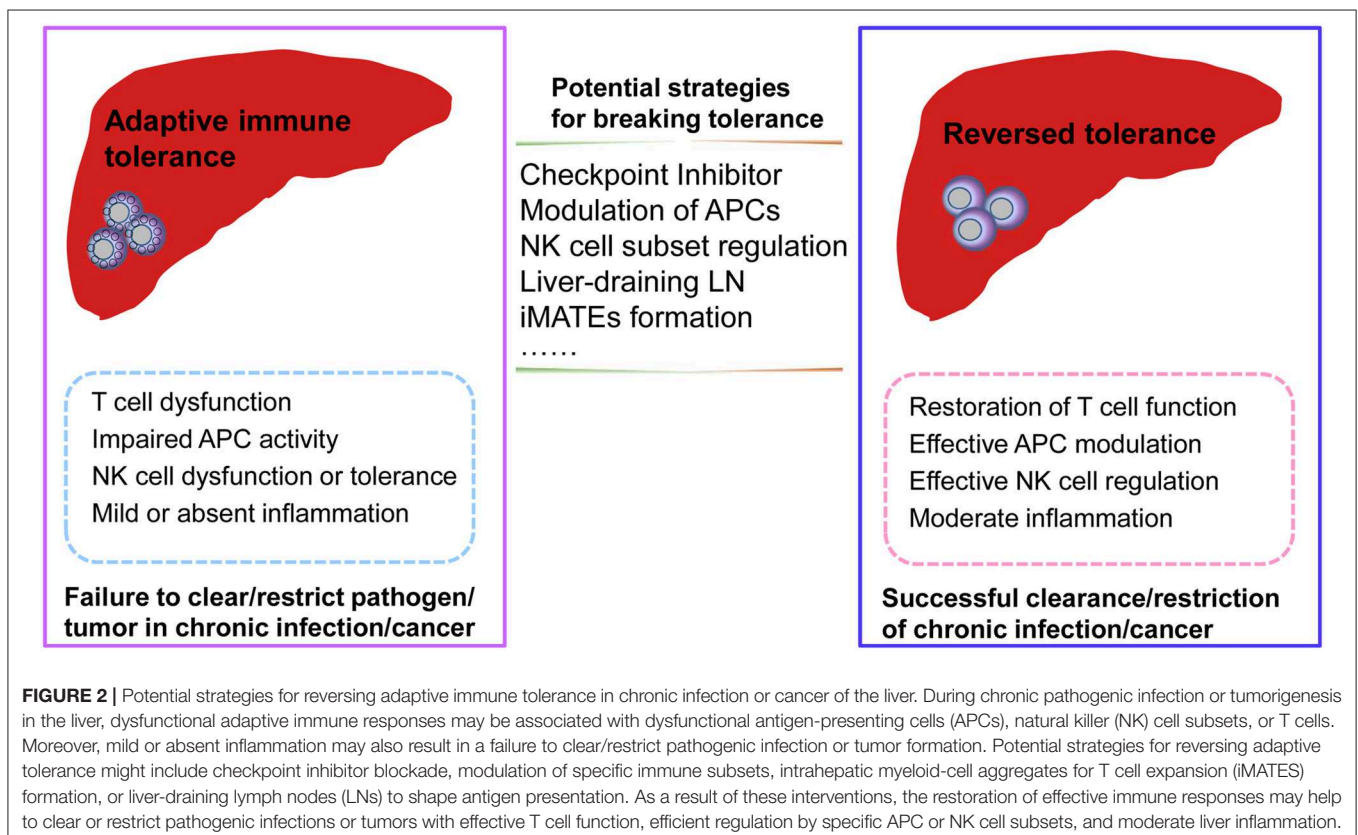 Adaptive immune
tolerance
T cell dysfunction
Impaired APC activity
NK cell dysfunction or tolerance
Mild or absent inflammation
Failure to clear/restrict pathogen/
tumor in chronic infection/cancer
Potential strategies
for breaking tolerance
Checkpoint Inhibitor
Modulation of APCs
NK cell subset regulation
Liver-draining LN
iMATEs formation
......
Reversed tolerance
Restoration of T cell function
Effective APC modulation
Effective NK cell regulation
Moderate inflammation
Successful clearance/restriction
of chronic infection/cancer
FIGURE 2 | Potential strategies for reversing adaptive immune tolerance in chronic infection or cancer of the liver. During chronic pathogenic infection or tumorigenesis
in the liver, dysfunctional adaptive immune responses may be associated with dysfunctional antigen-presenting cells (APCs), natural killer (NK) cell subsets, or T cells.
Moreover, mild or absent inflammation may also result in a failure to clear/restrict pathogenic infection or tumor formation. Potential strategies for reversing adaptive
tolerance might include checkpoint inhibitor blockade, modulation of specific immune subsets, intrahepatic myeloid-cell aggregates for T cell expansion (iMATES)
formation, or liver-draining lymph nodes (LNs) to shape antigen presentation. As a result of these interventions, the restoration of effective immune responses may help
to clear or restrict pathogenic infections or tumors with effective T cell function, efficient regulation by specific APC or NK cell subsets, and moderate liver inflammation.